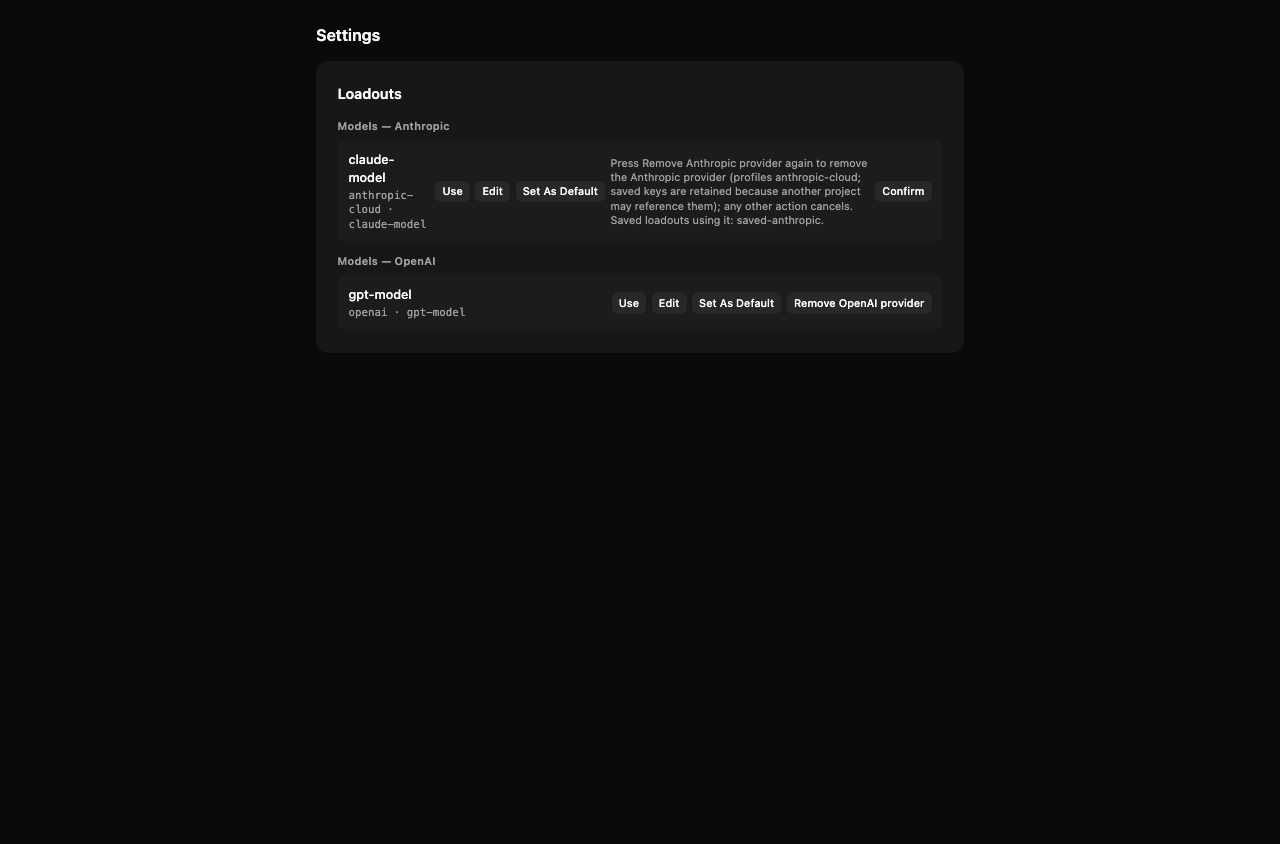 Settings
Loadouts
Models — Anthropic
claude-
model
anthropic-
cloud ·
claude-model
Use
Edit
Set As Default
Press Remove Anthropic provider again to remove
the Anthropic provider (profiles anthropic-cloud;
saved keys are retained because another project
may reference them); any other action cancels.
Saved loadouts using it: saved-anthropic.
Confirm
Models — OpenAI
gpt-model
openai · gpt-model
Use
Edit
Set As Default
Remove OpenAI provider